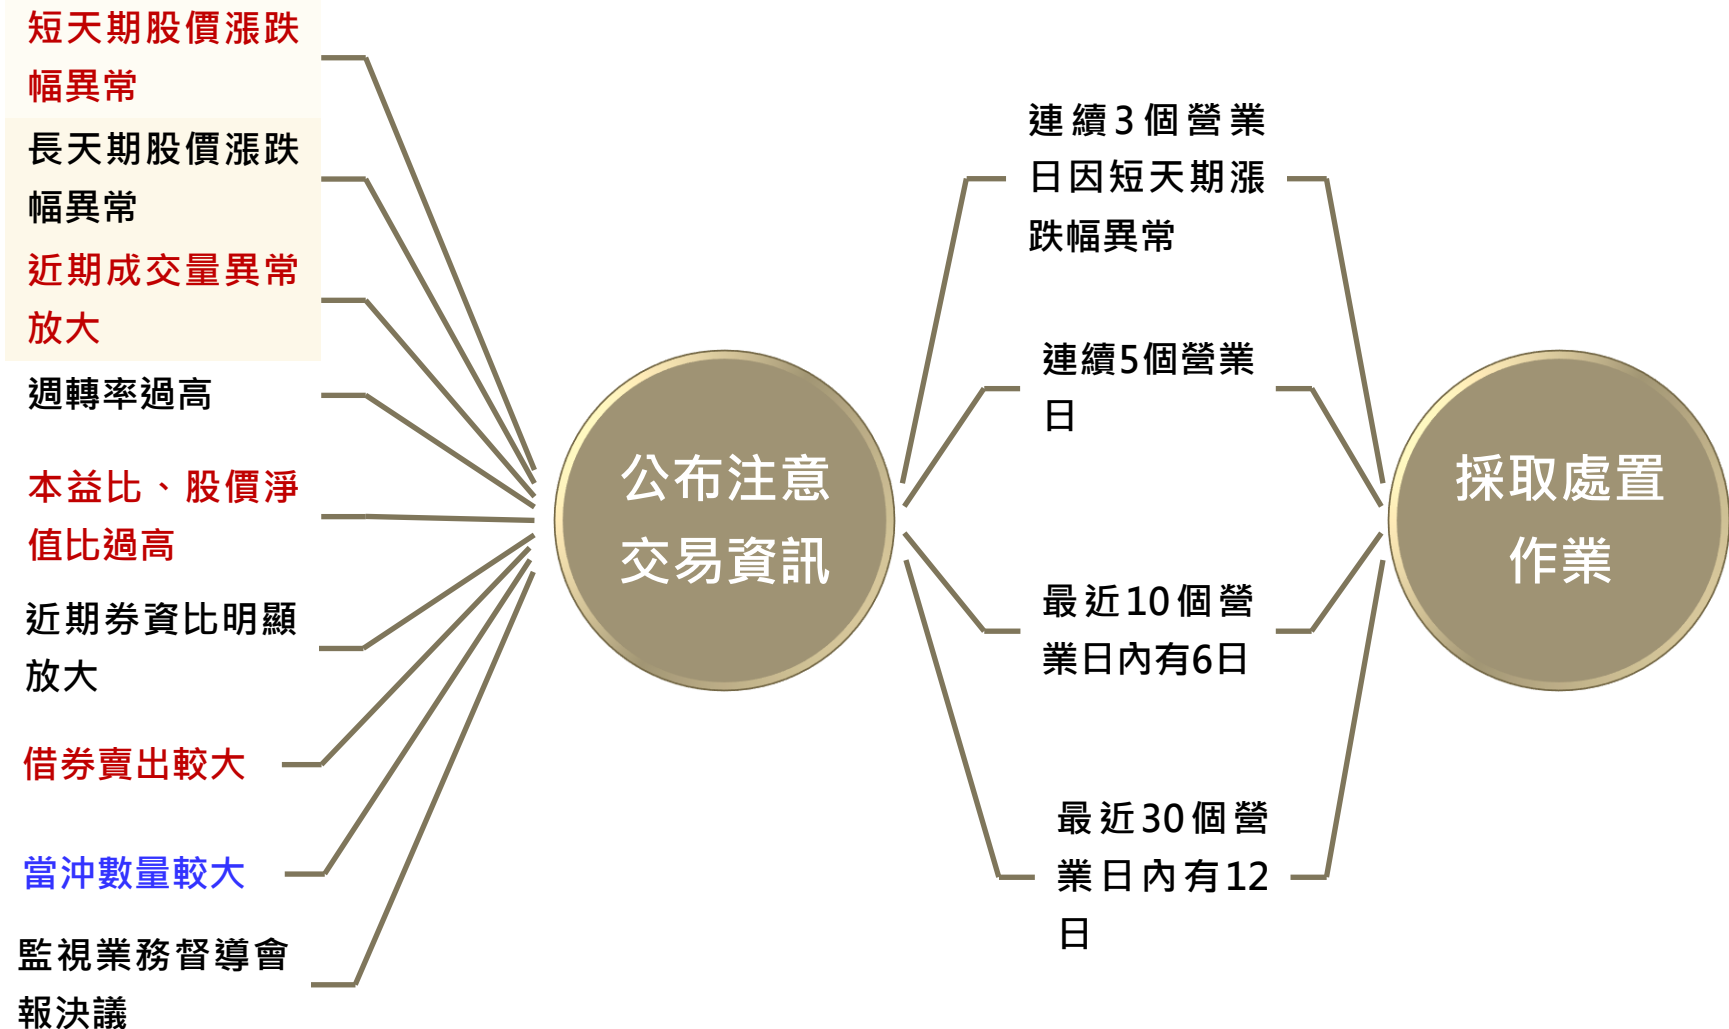 短天期股價漲跌
幅異常
長天期股價漲跌
幅異常
近期成交量異常
放大
週轉率過高
本益比、股價淨
值比過高
近期券資比明顯
放大
借券賣出較大
當沖數量較大
監視業務督導會
報決議
公布注意
交易資訊
連續3個營業
日因短天期漲
跌幅異常
連續5個營業
日
最近10個營
業日內有6日
最近30個營
業日內有12
日
採取處置
作業